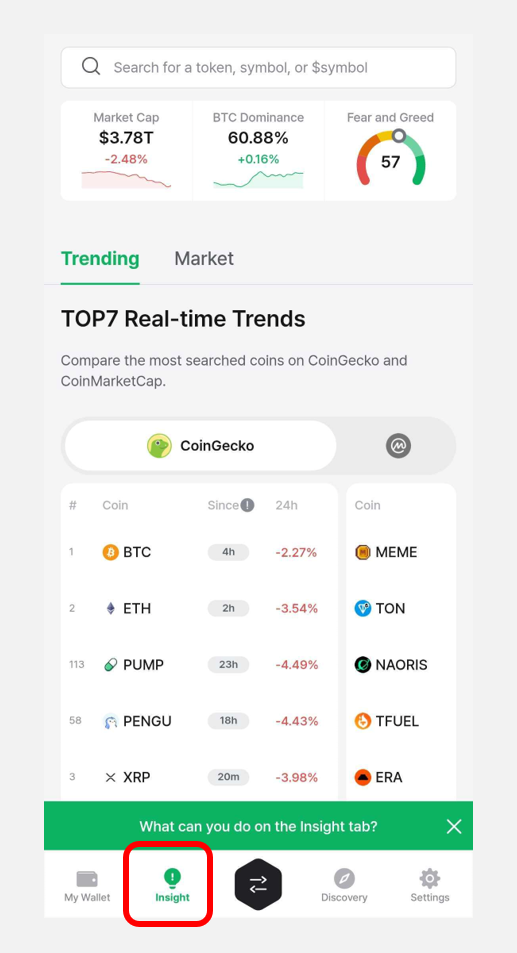 Search for a token, symbol, or $symbol
Market Cap BTC Dominance Fear and Greed
$3.78T 60.88%
-2.48% +0.16% 57
Trending Market
TOP7 Real-time Trends
Compare the most searched coins on CoinGecko and
CoinMarketCap.
CoinGecko
# Coin Since 24h Coin
1 BTC 4h -2.27% MEME
2 ETH 2h -3.54% TON
113 PUMP 23h -4.49% NAORIS
58 PENGU 18h -4.43% TFUEL
3 XRP 20m -3.98% ERA
What can you do on the Insight tab?
My Wallet Insight Discovery Settings